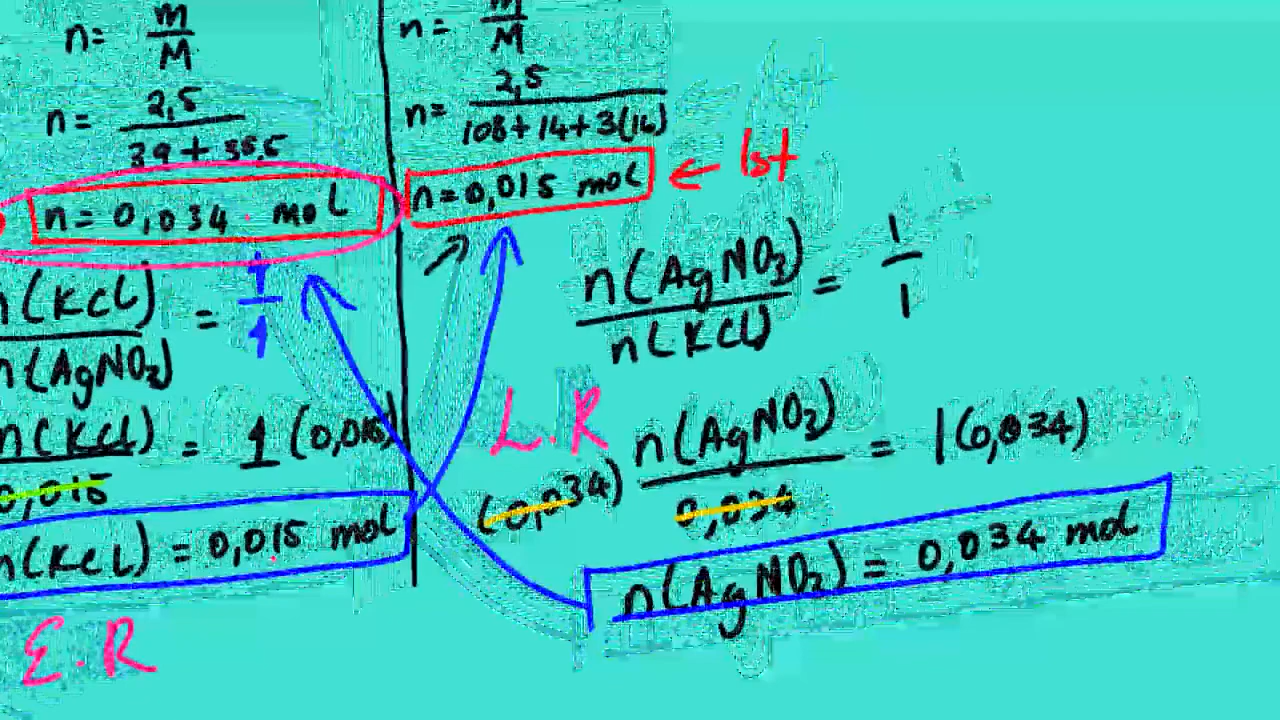 n = m/M
n = 2,5 / 39 + 35,5
n = 0,034 mol
n(KCl) / n(AgNO3) = 1/1
n(KCl) / 0,015 = 1 (0,015)
n(KCl) = 0,015 mol
E.R
n = m/M
n = 2,5 / 108 + 14 + 3(16)
n = 0,015 mol ← 1st
n(AgNO3) / n(KCl) = 1/1
L.R
(0,034) n(AgNO3) / 0,034 = 1(0,034)
n(AgNO3) = 0,034 mol